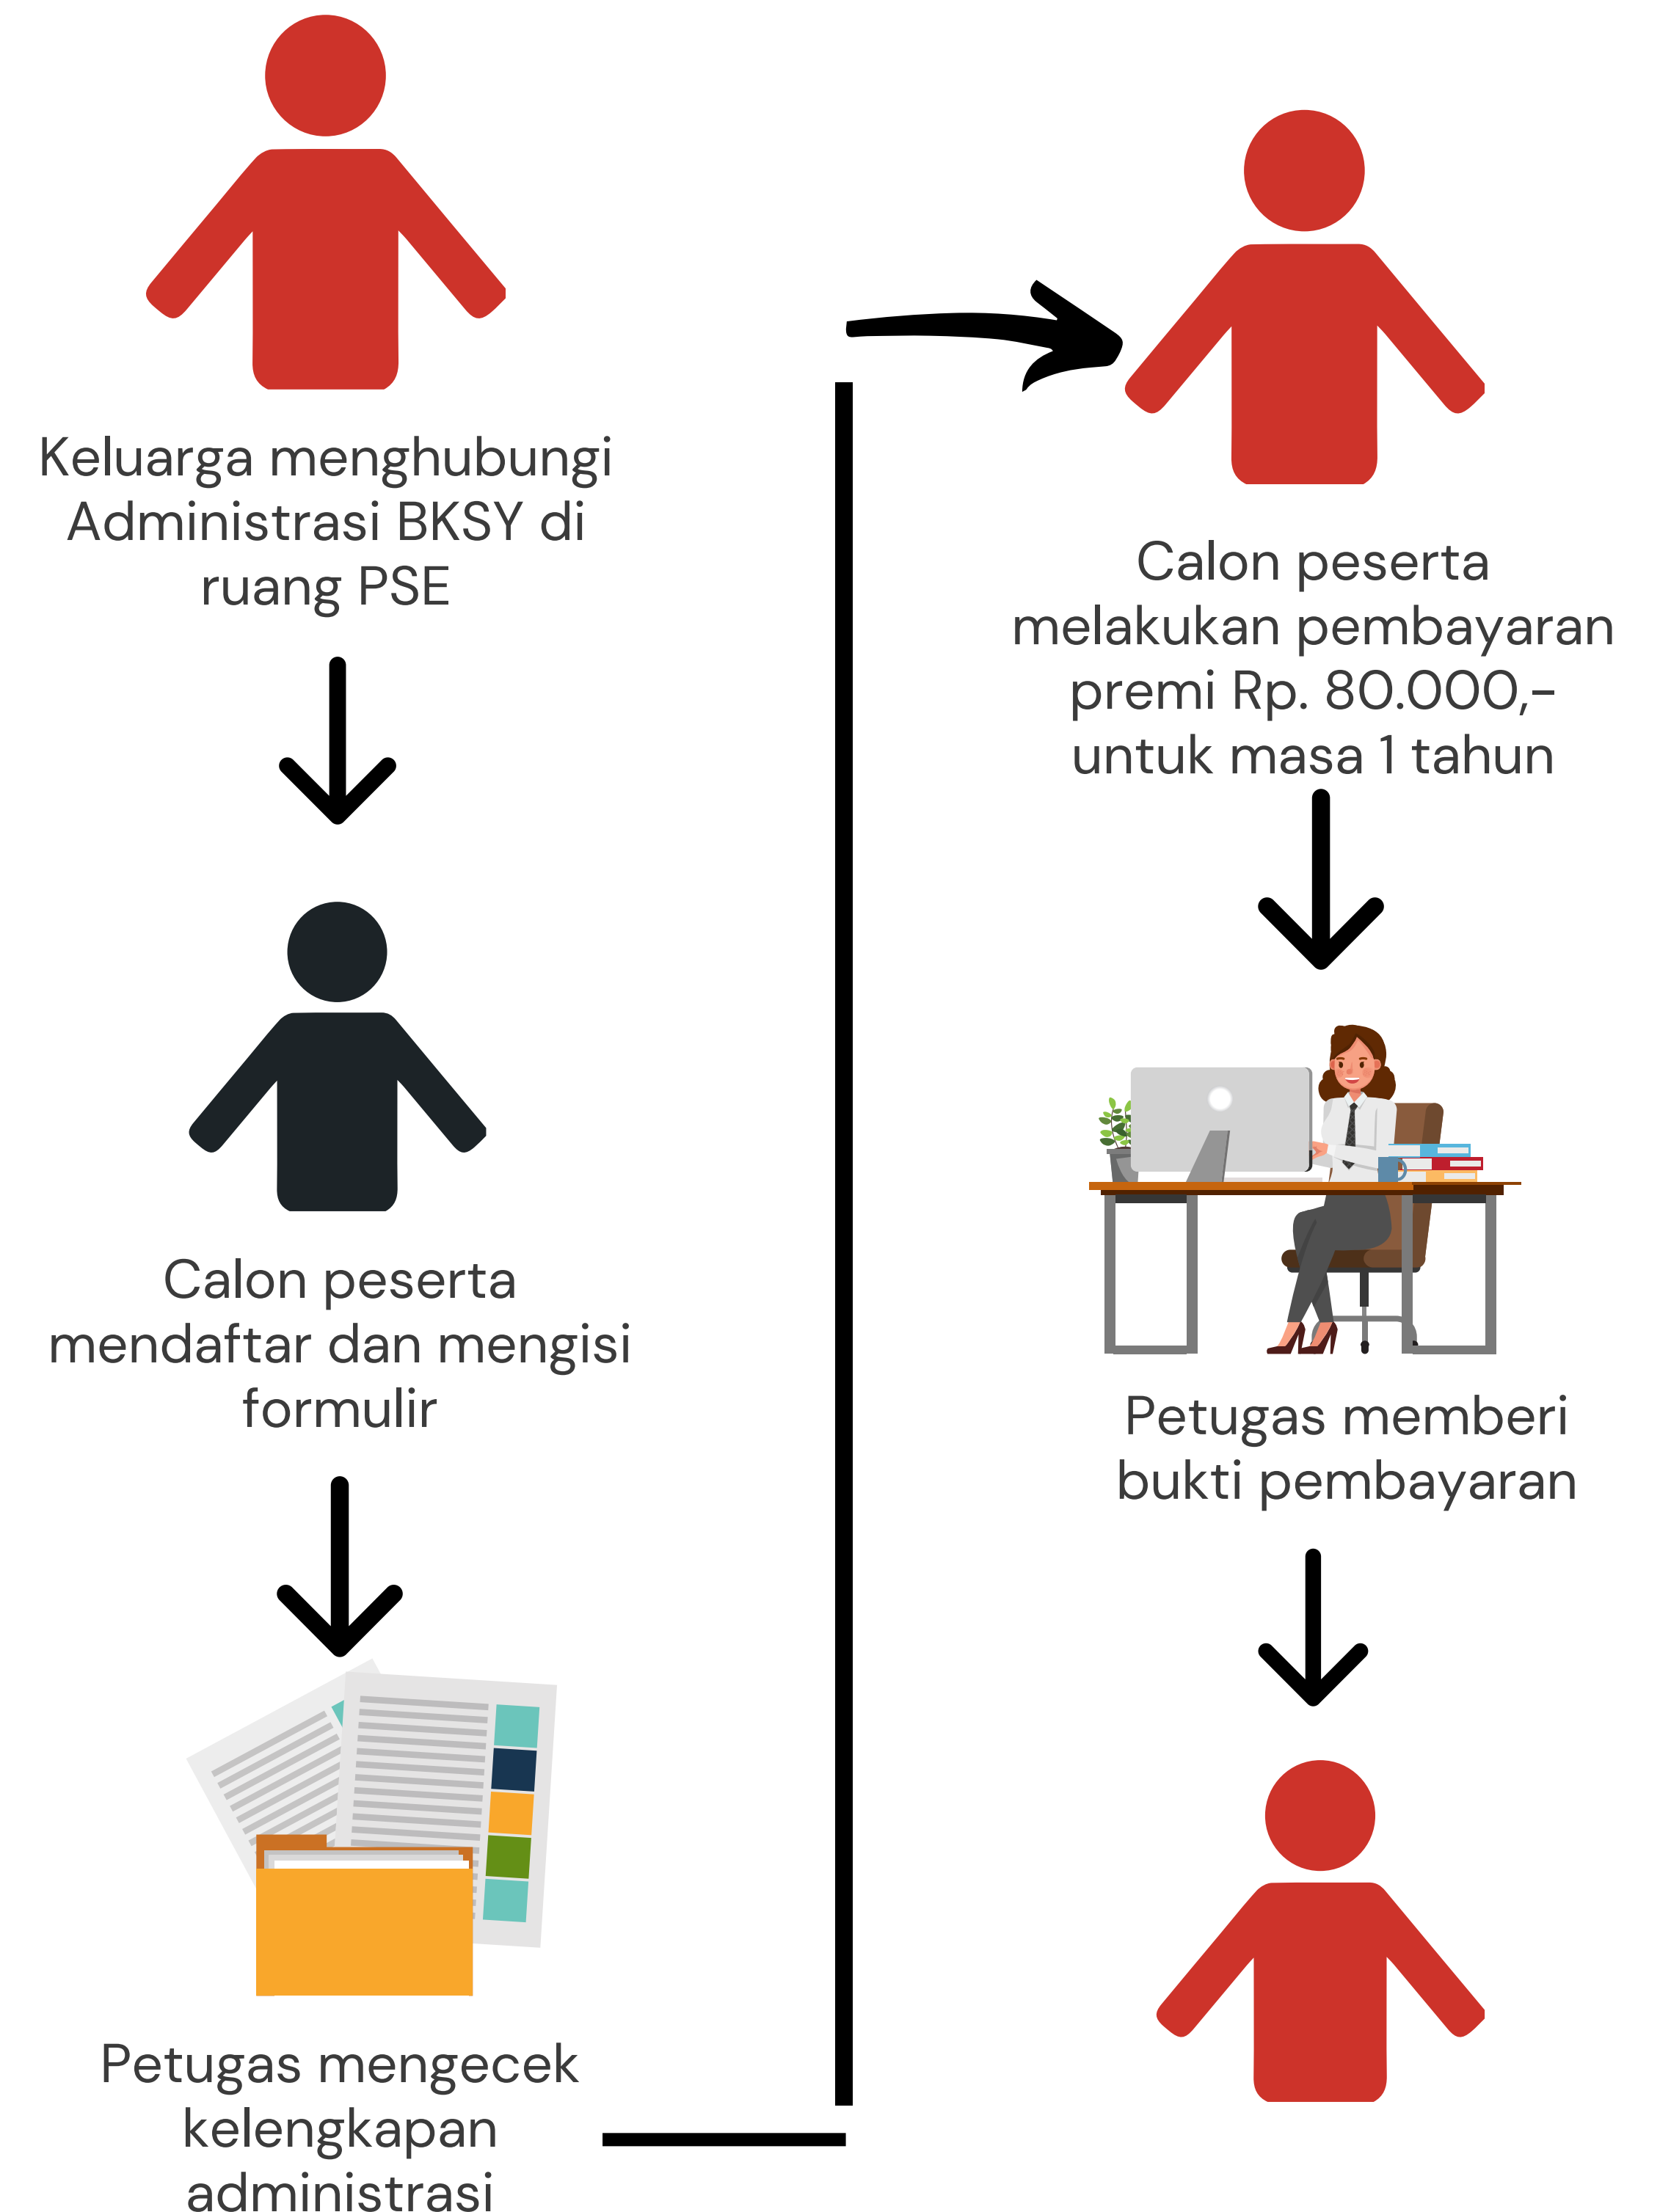 Keluarga menghubungi
Administrasi BKSY di
ruang PSE
Calon peserta
mendaftar dan mengisi
formulir
Petugas mengecek
kelengkapan
administrasi
Calon peserta
melakukan pembayaran
premi Rp. 80.000,-
untuk masa 1 tahun
Petugas memberi
bukti pembayaran